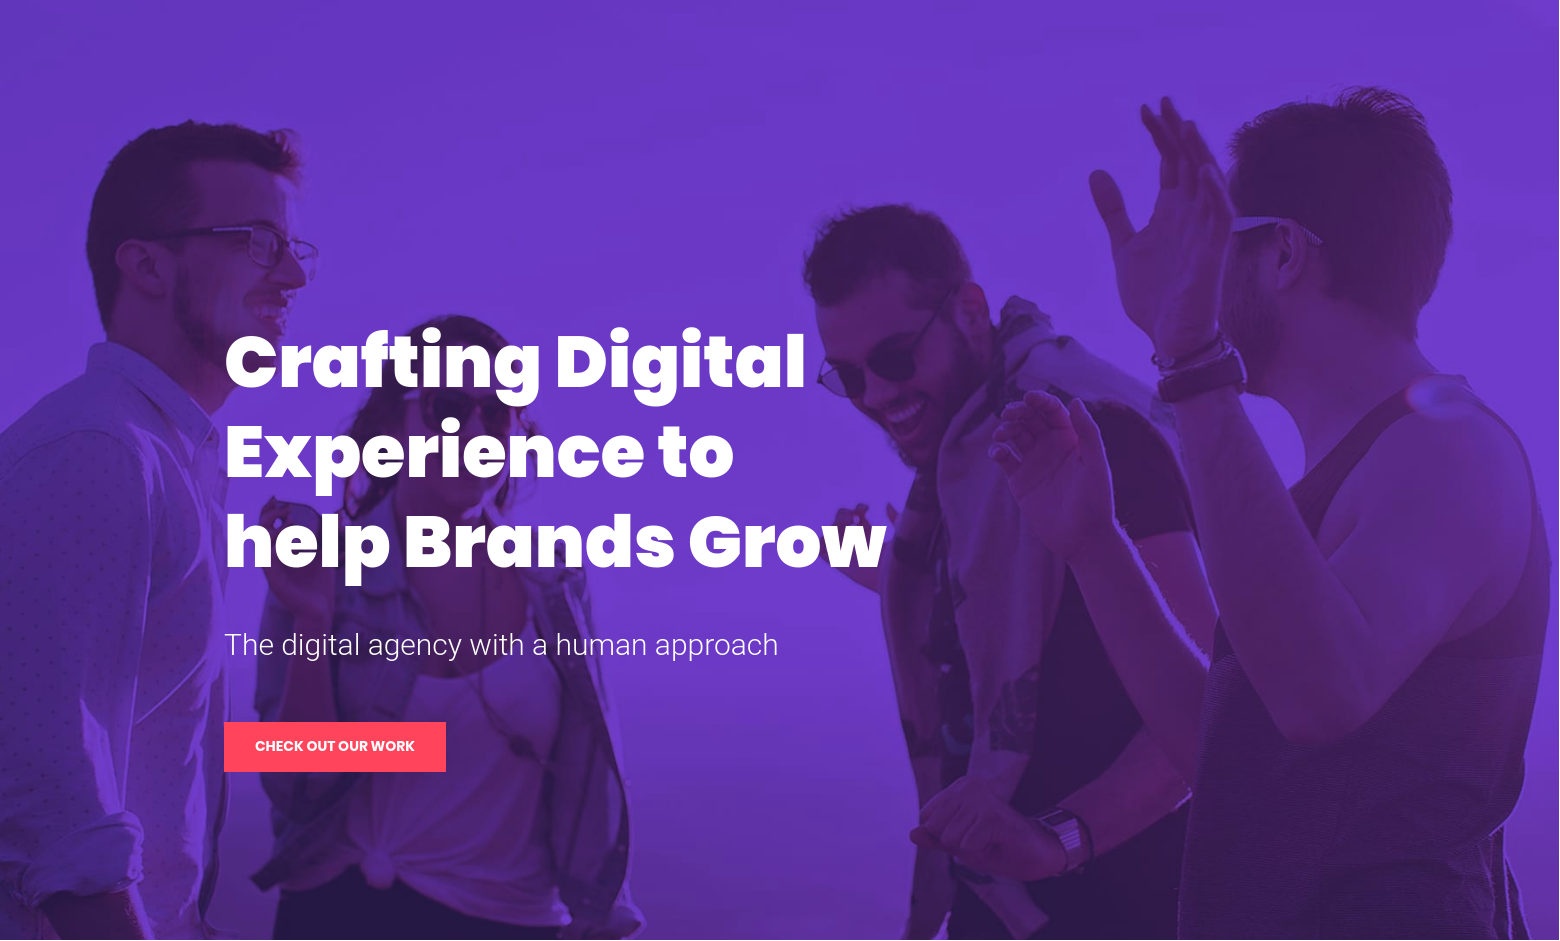 Crafting Digital
Experience to
help Brands Grow
The digital agency with a human approach
CHECK OUT OUR WORK